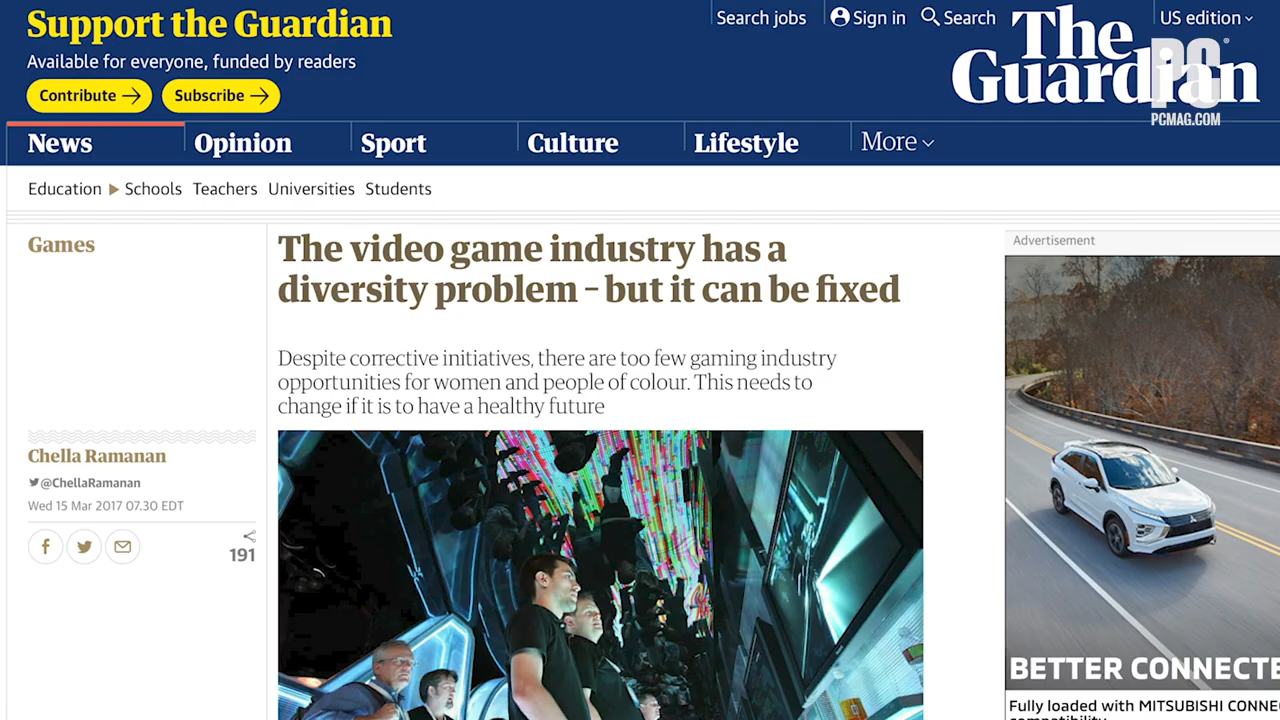 Support the Guardian
Available for everyone, funded by readers
Contribute
Subscribe
Search jobs
Sign in
Search
US edition
The
Guardian
PC
PCMAG.COM
News
Opinion
Sport
Culture
Lifestyle
More
Education
Schools
Teachers
Universities
Students
Games
The video game industry has a
diversity problem – but it can be fixed
Despite corrective initiatives, there are too few gaming industry
opportunities for women and people of colour. This needs to
change if it is to have a healthy future
Chella Ramanan
@ChellaRamanan
Wed 15 Mar 2017 07.30 EDT
191
Advertisement
BETTER CONNECTE
Fully loaded with MITSUBISHI CONNE